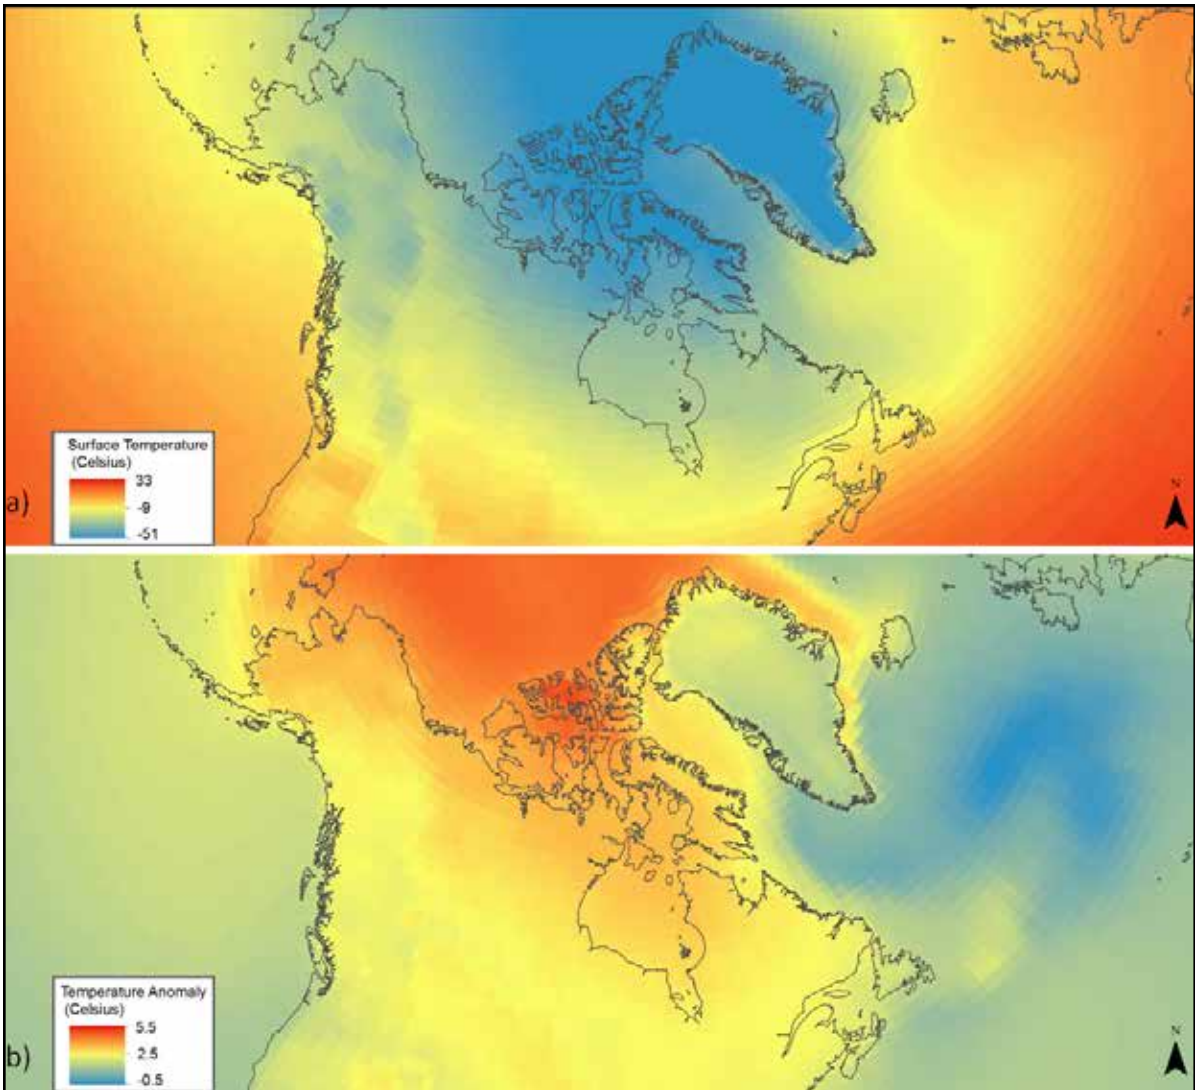 Surface Temperature
(Celsius)
33
-9
-51
a)
N
Temperature Anomaly
(Celsius)
5.5
2.5
-0.5
b)
N